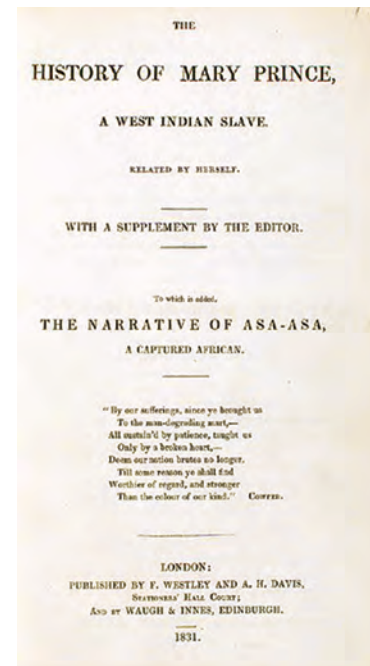 THE
HISTORY OF MARY PRINCE,
A WEST INDIAN SLAVE.
RELATED BY HERSELF.
WITH A SUPPLEMENT BY THE EDITOR.
To which is added,
THE NARRATIVE OF ASA-ASA,
A CAPTURED AFRICAN.
"By our sufferings, since ye brought us
To the man-degrading mart,—
All sustain'd by patience, taught us
Only by a broken heart,—
Deem our nation brutes no longer,
Till some reason ye shall find
Worthier of regard, and stronger
Than the colour of our kind." COWPER.
LONDON:
PUBLISHED BY F. WESTLEY AND A. H. DAVIS,
STATIONERS' HALL COURT;
AND BY WAUGH & INNES, EDINBURGH.
1831.